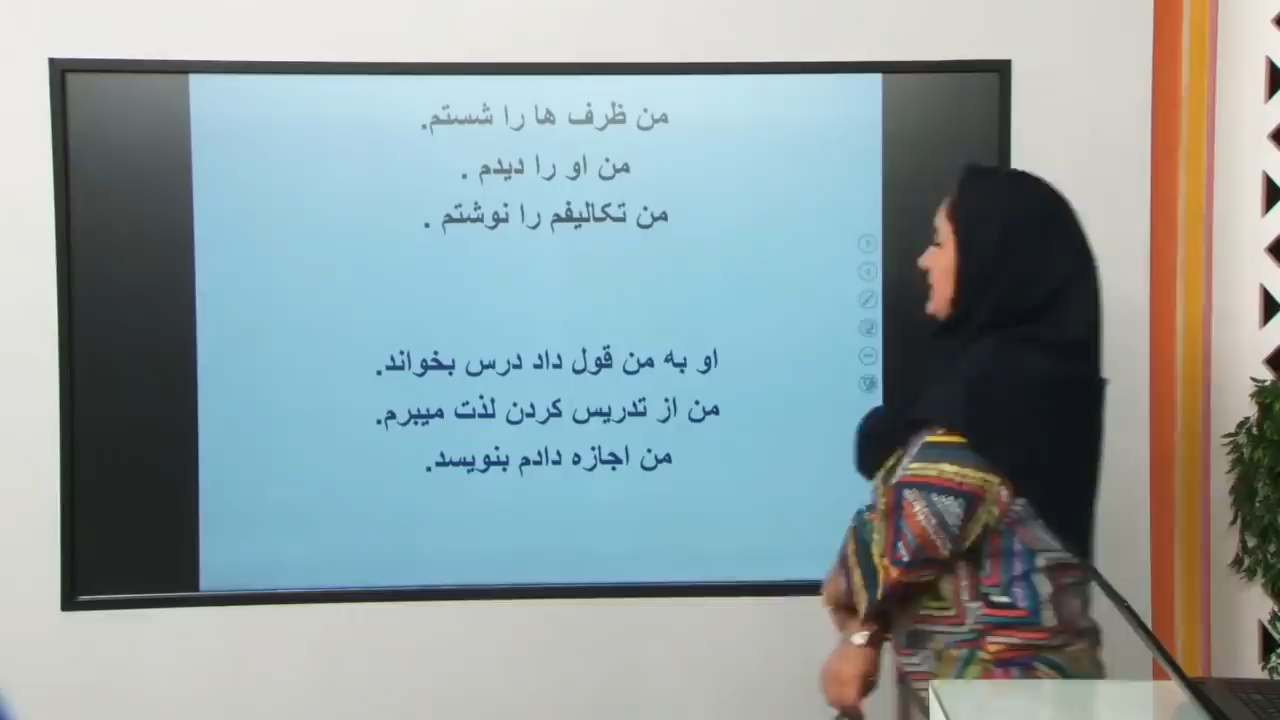 من ظرف ها را شستم.
من او را دیدم .
من تکالیفم را نوشتم .
او به من قول داد درس بخواند.
من از تدریس کردن لذت میبرم.
من اجازه دادم بنویسد.